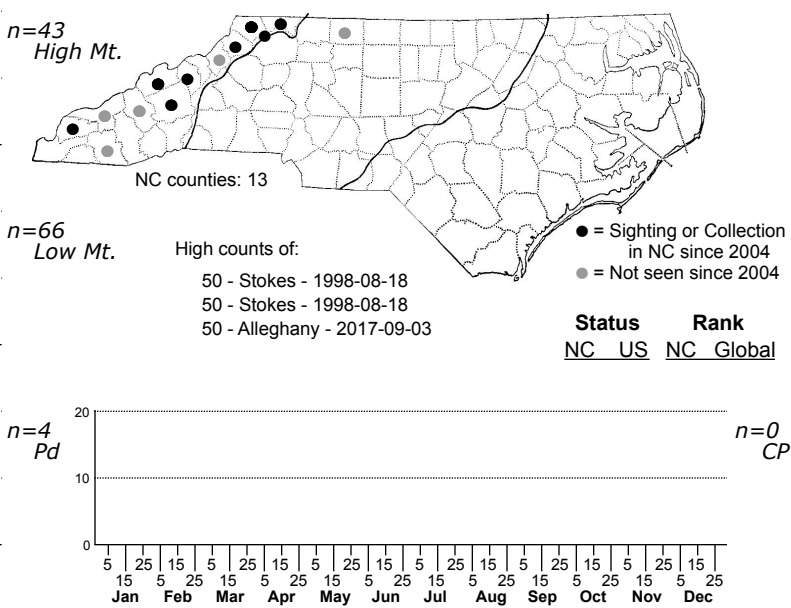 n=43
High Mt.
NC counties: 13
n=66
Low Mt.
High counts of:
50 - Stokes - 1998-08-18
50 - Stokes - 1998-08-18
50 - Alleghany - 2017-09-03
● = Sighting or Collection
in NC since 2004
● = Not seen since 2004
Status Rank
NC US NC Global
n=4
Pd
n=0
CP
20
10
0
5 25 15 5 25 15 5 25 15 5 25 15 5 25 15 5 25 15
15 5 25 15 5 25 15 5 25 15 5 25 15 5 25 15 5 25
Jan Feb Mar Apr May Jun Jul Aug Sep Oct Nov Dec